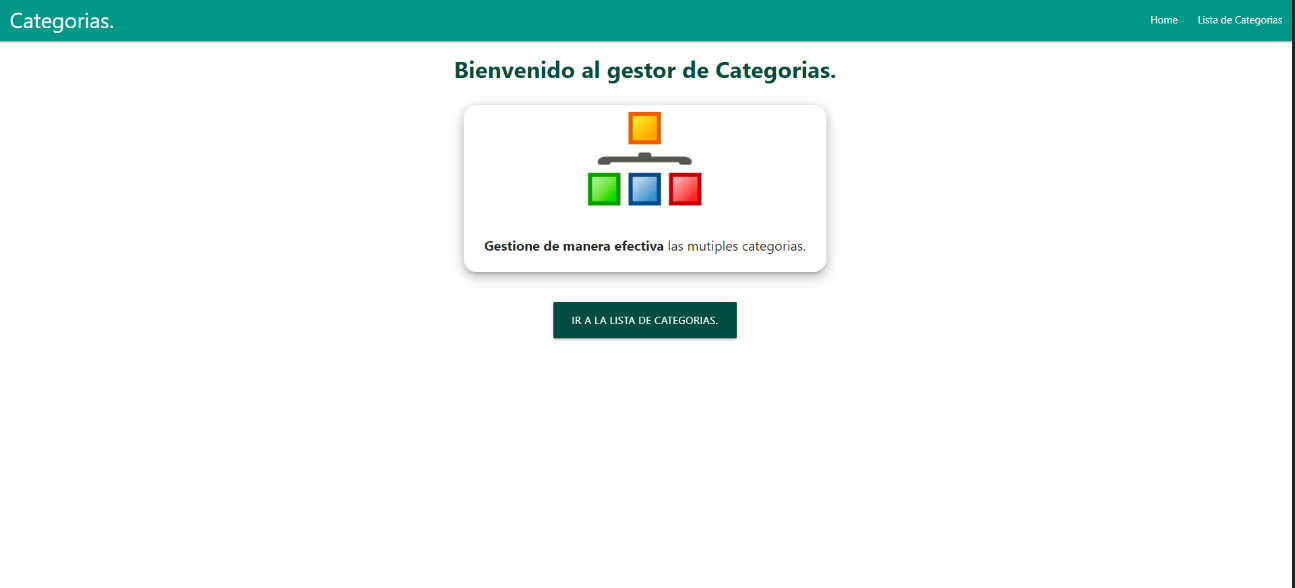 Categorias.
Home
Lista de Categorias
Bienvenido al gestor de Categorias.
Gestione de manera efectiva las mutiples categorias.
IR A LA LISTA DE CATEGORIAS.